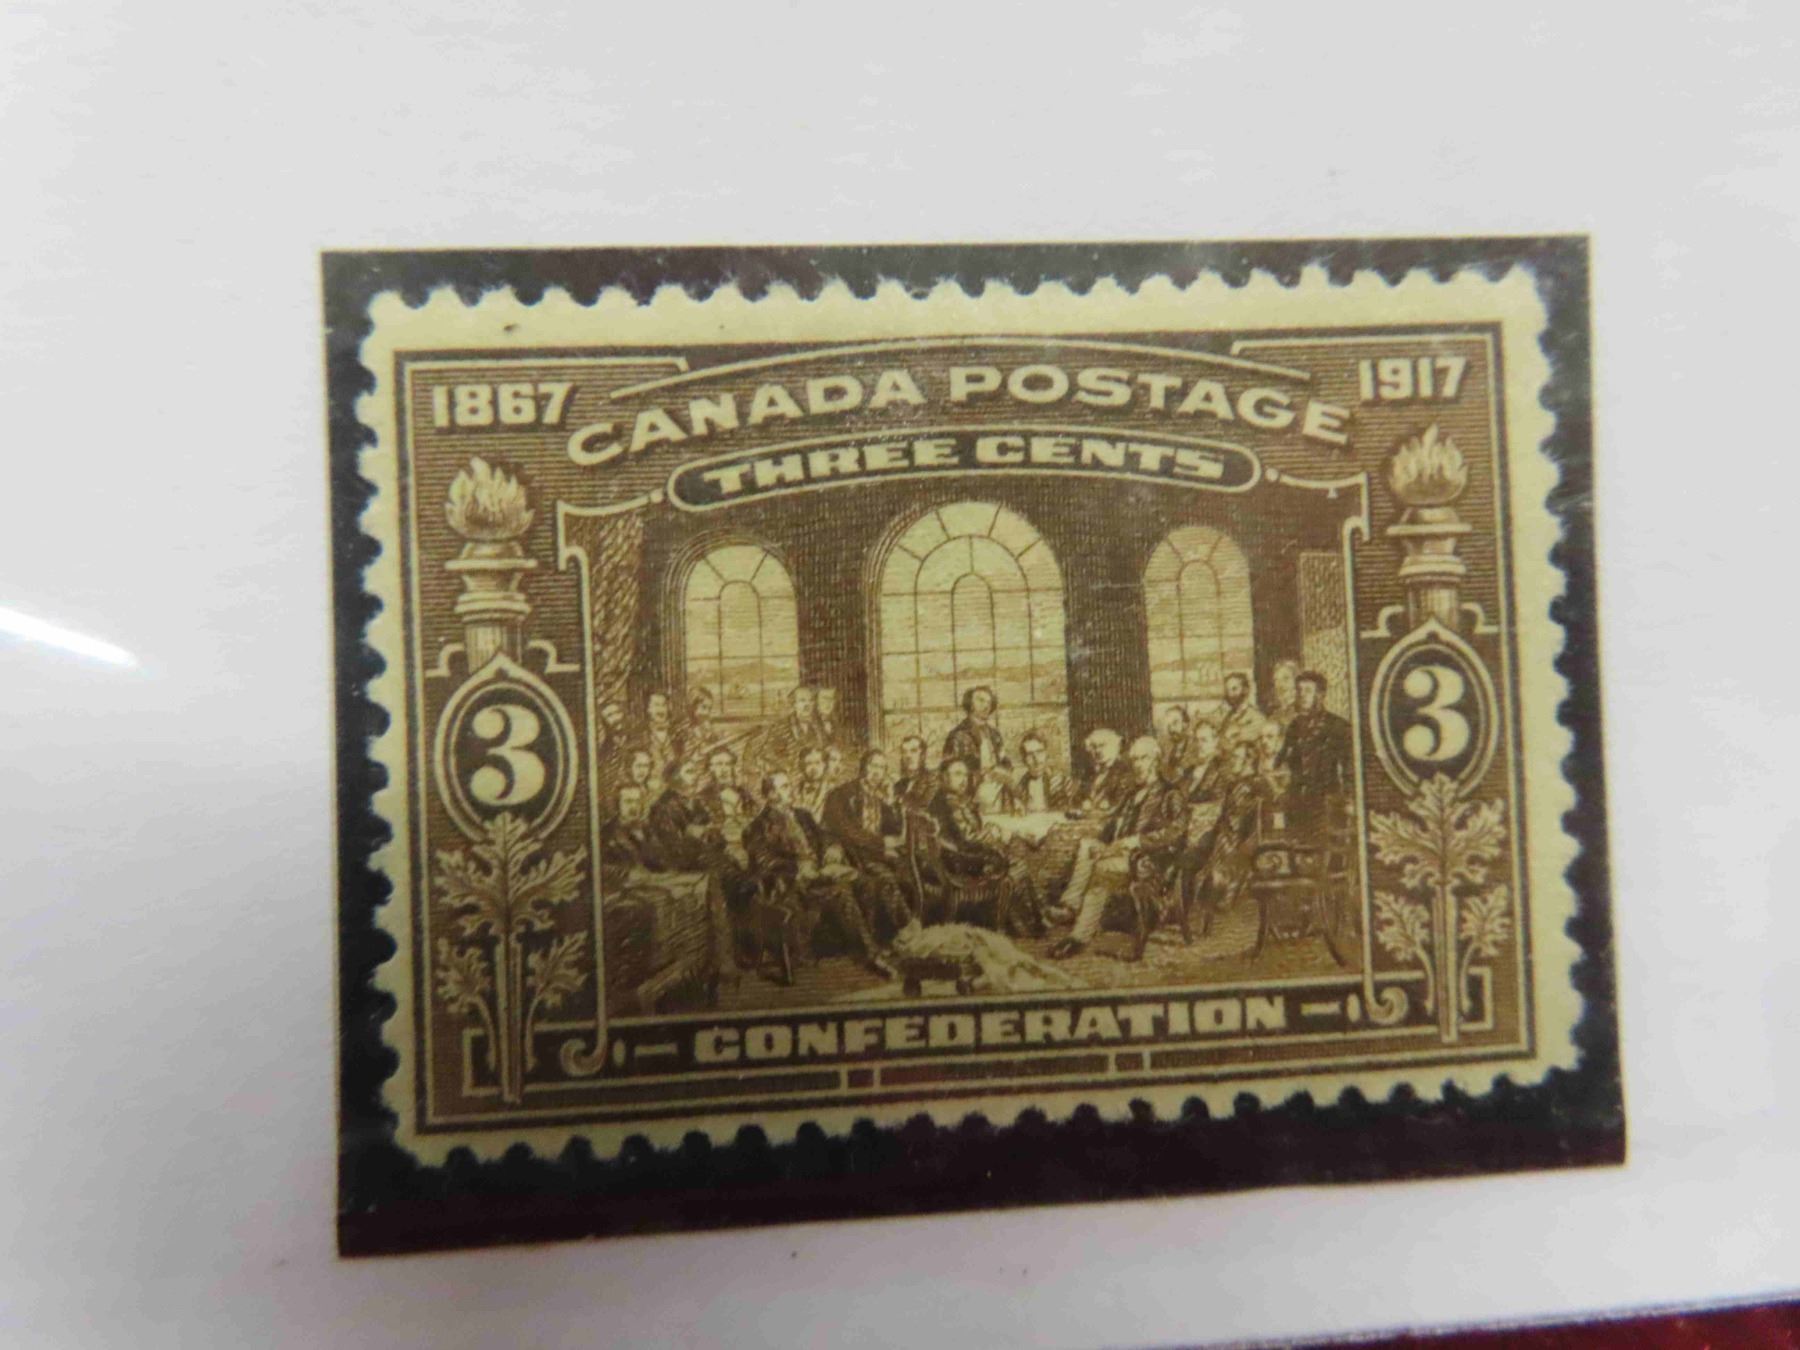 1867 1917
CANADA POSTAGE
THREE CENTS
3 3
CONFEDERATION